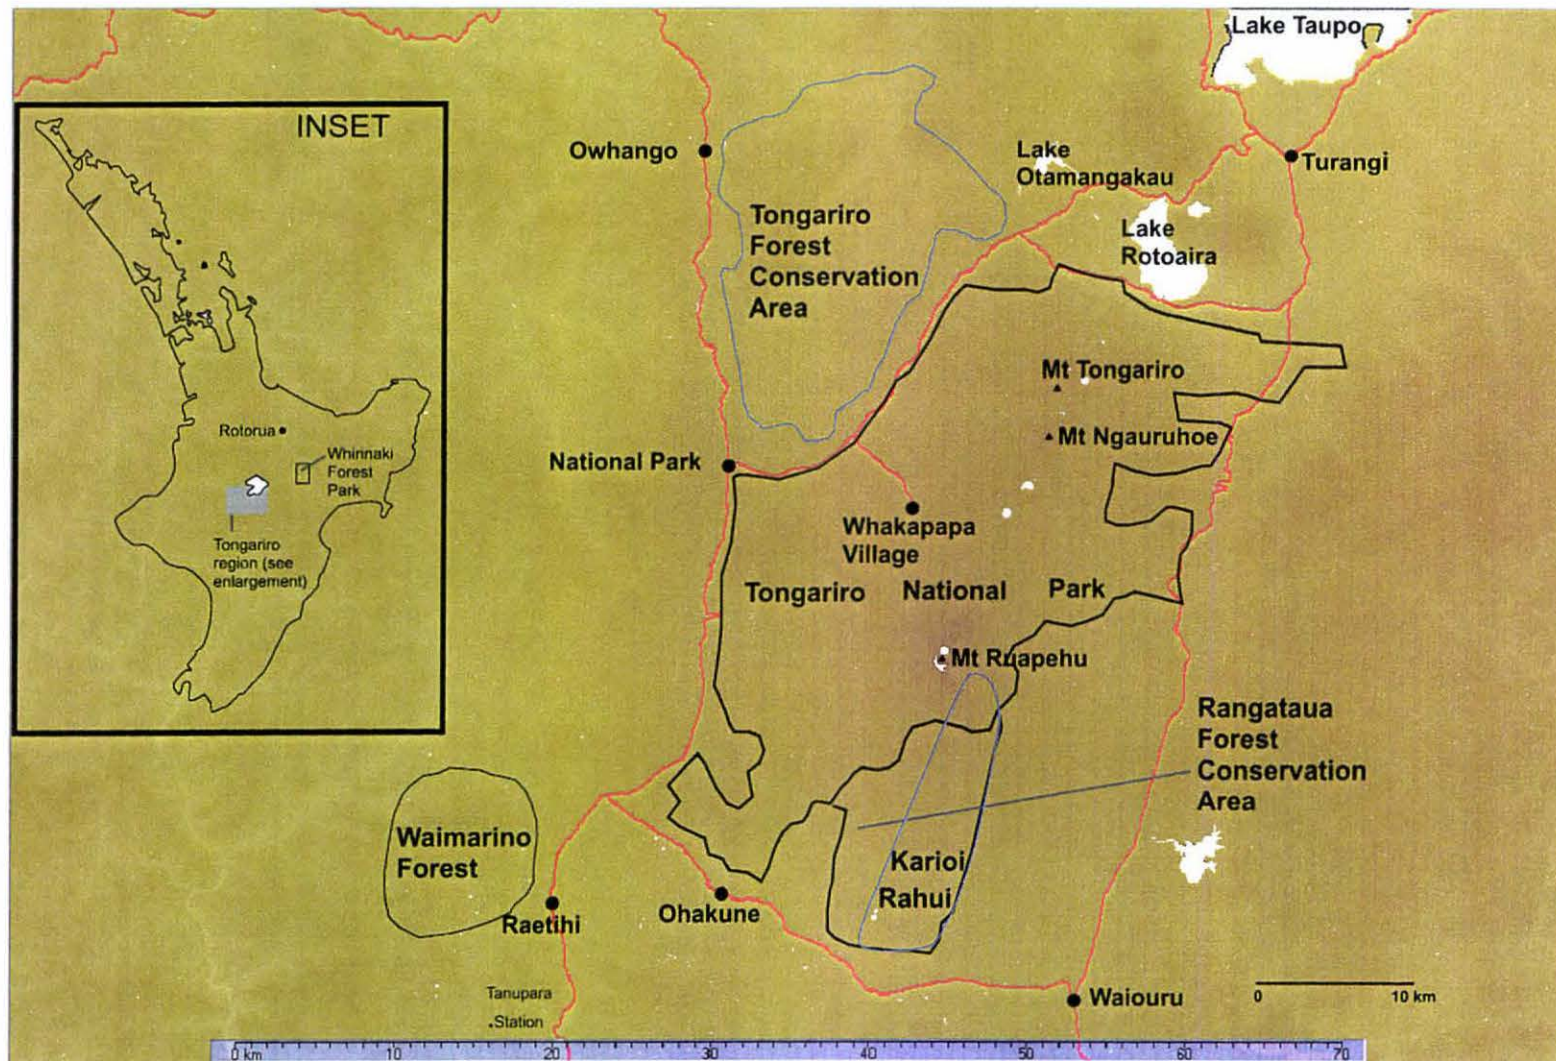 Lake Taupo
INSET
Owhango
Lake
Otamangakau
Turangi
Tongariro
Forest
Conservation
Area
Lake
Rotoaira
Mt Tongariro
Rotorua
Mt Ngauruhoe
Whinnaki
Forest
Park
National Park
Whakapapa
Village
Tongariro
region (see
enlargement)
Tongariro National Park
Mt Ruapehu
Rangataua
Forest
Conservation
Area
Waimarino
Forest
Karioi
Rahui
Raetihi
Ohakune
Tanupara
Station
Waiouru
0 10 km
0 km 10 20 30 40 50 60 70